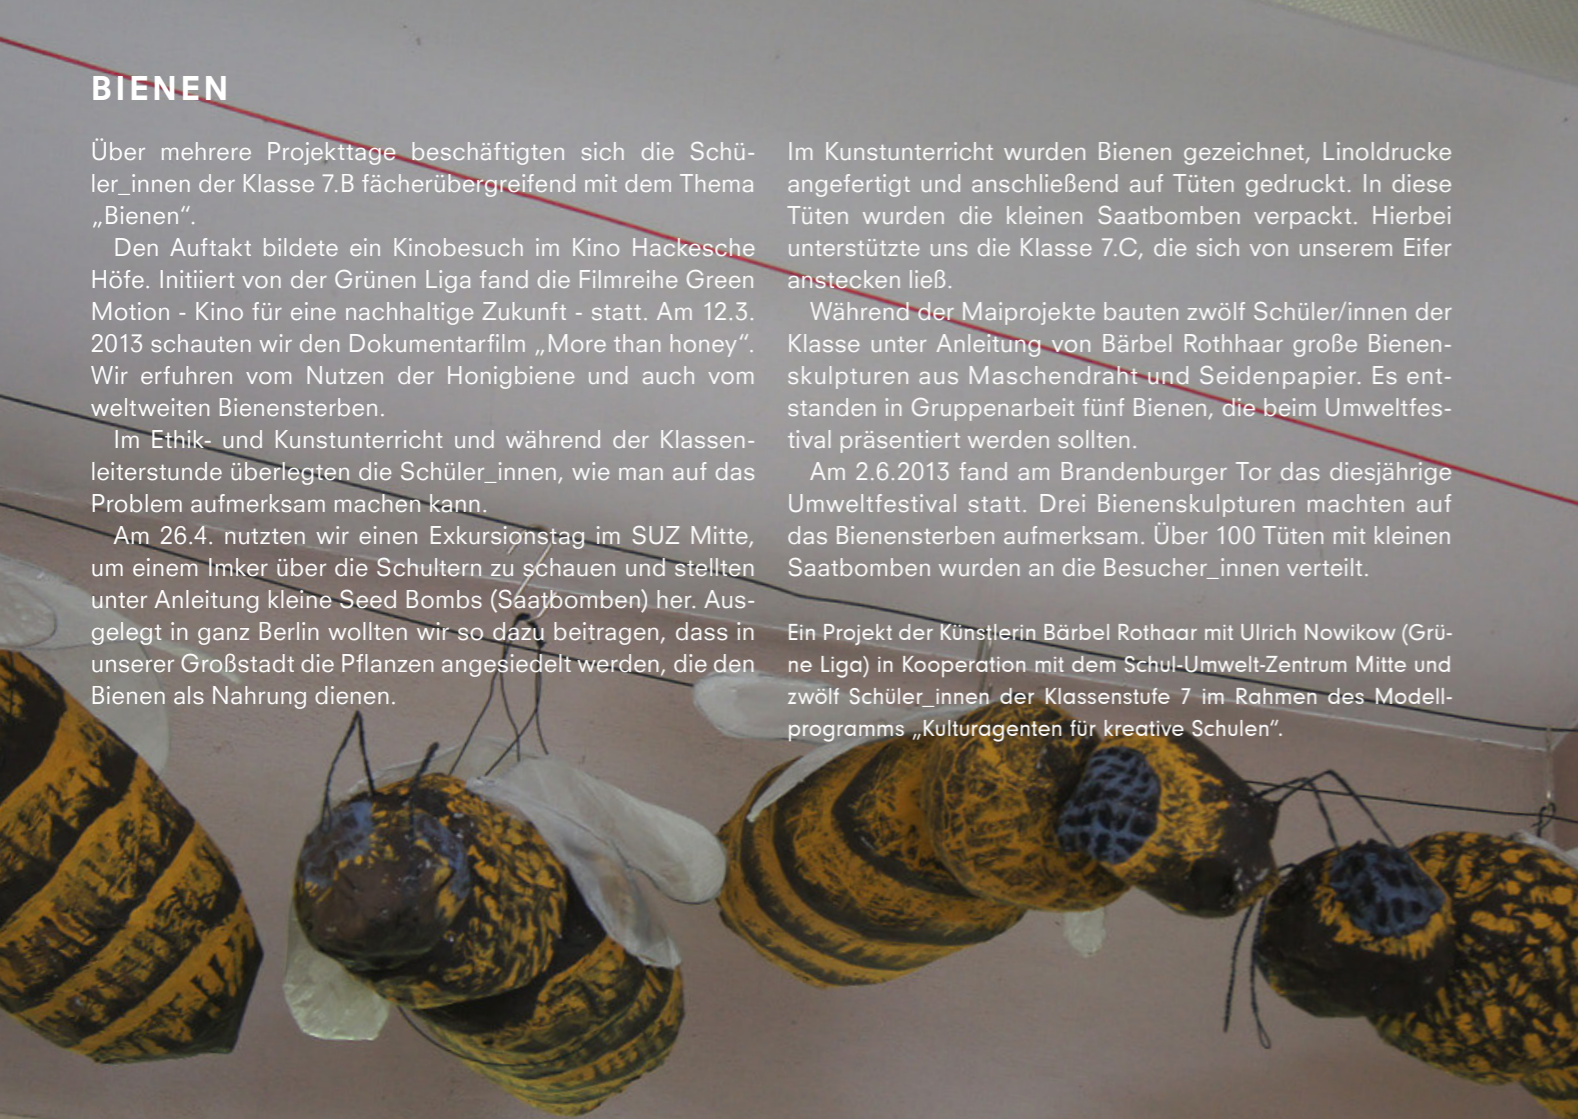 BIENEN
Über mehrere Projekttage beschäftigten sich die Schü-
ler_innen der Klasse 7.B fächerübergreifend mit dem Thema
„Bienen“.
Den Auftakt bildete ein Kinobesuch im Kino Hackesche
Höfe. Initiiert von der Grünen Liga fand die Filmreihe Green
Motion - Kino für eine nachhaltige Zukunft - statt. Am 12.3.
2013 schauten wir den Dokumentarfilm „More than honey“.
Wir erfuhren vom Nutzen der Honigbiene und auch vom
weltweiten Bienensterben.
Im Ethik- und Kunstunterricht und während der Klassen-
leiterstunde überlegten die Schüler_innen, wie man auf das
Problem aufmerksam machen kann.
Am 26.4. nutzten wir einen Exkursionstag im SUZ Mitte,
um einem Imker über die Schultern zu schauen und stellten
unter Anleitung kleine Seed Bombs (Saatbomben) her. Aus-
gelegt in ganz Berlin wollten wir so dazu beitragen, dass in
unserer Großstadt die Pflanzen angesiedelt werden, die den
Bienen als Nahrung dienen.
Im Kunstunterricht wurden Bienen gezeichnet, Linoldrucke
angefertigt und anschließend auf Tüten gedruckt. In diese
Tüten wurden die kleinen Saatbomben verpackt. Hierbei
unterstützte uns die Klasse 7.C, die sich von unserem Eifer
anstecken ließ.
Während der Maiprojekte bauten zwölf Schüler/innen der
Klasse unter Anleitung von Bärbel Rothhaar große Bienen-
skulpturen aus Maschendraht und Seidenpapier. Es ent-
standen in Gruppenarbeit fünf Bienen, die beim Umweltfes-
tival präsentiert werden sollten.
Am 2.6.2013 fand am Brandenburger Tor das diesjährige
Umweltfestival statt. Drei Bienenskulpturen machten auf
das Bienensterben aufmerksam. Über 100 Tüten mit kleinen
Saatbomben wurden an die Besucher_innen verteilt.
Ein Projekt der Künstlerin Bärbel Rothaar mit Ulrich Nowikow (Grü-
ne Liga) in Kooperation mit dem Schul-Umwelt-Zentrum Mitte und
zwölf Schüler_innen der Klassenstufe 7 im Rahmen des Modell-
programms „Kulturagenten für kreative Schulen“.